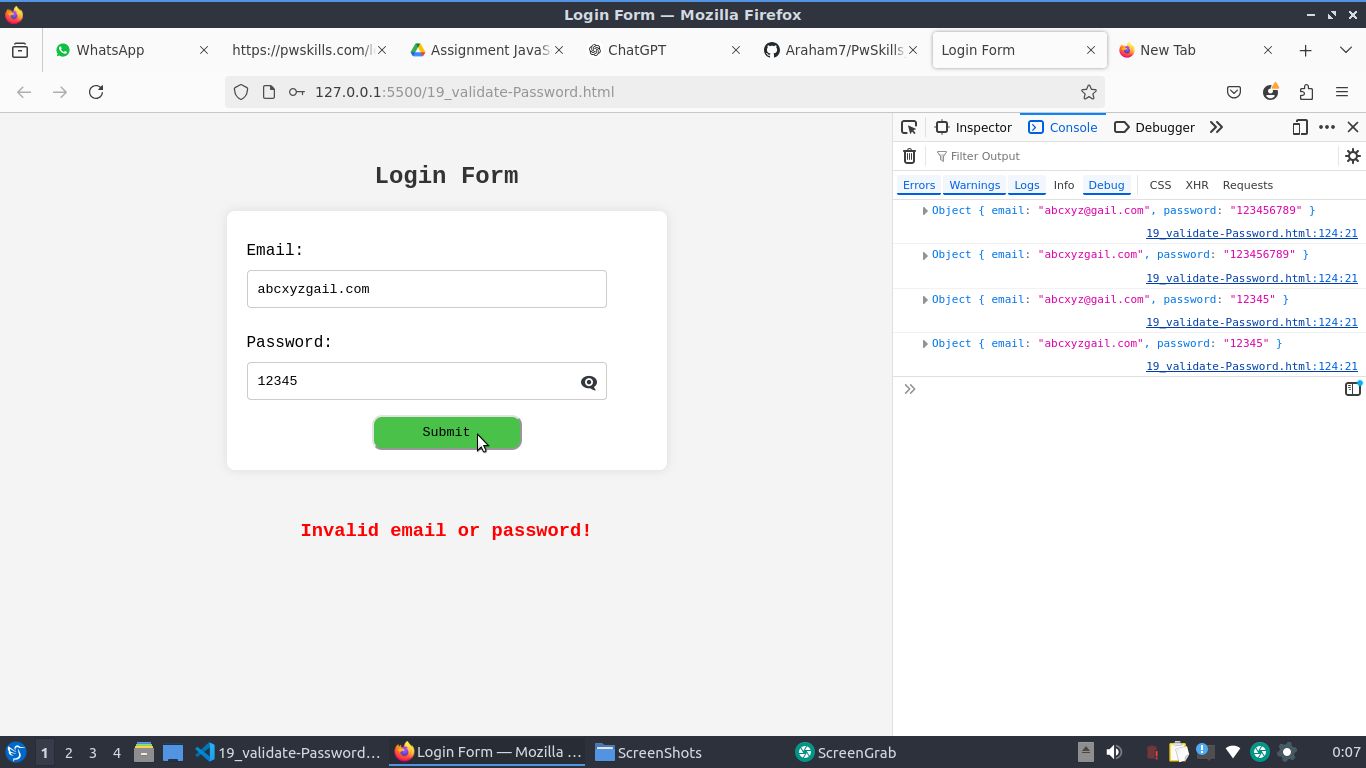 Login Form — Mozilla Firefox
WhatsApp
https://pwskills.com/l
Assignment JavaS
ChatGPT
Araham7/PwSkills
Login Form
New Tab
127.0.0.1:5500/19_validate-Password.html
Inspector
Console
Debugger
Filter Output
Errors Warnings Logs Info Debug CSS XHR Requests
Login Form
Email:
abcxyzgail.com
Password:
12345
Submit
Invalid email or password!
Object { email: "abcxyz@gail.com", password: "123456789" }
19_validate-Password.html:124:21
Object { email: "abcxyzgail.com", password: "123456789" }
19_validate-Password.html:124:21
Object { email: "abcxyz@gail.com", password: "12345" }
19_validate-Password.html:124:21
Object { email: "abcxyzgail.com", password: "12345" }
19_validate-Password.html:124:21
1 2 3 4
19_validate-Password...
Login Form — Mozilla ...
ScreenShots
ScreenGrab
0:07